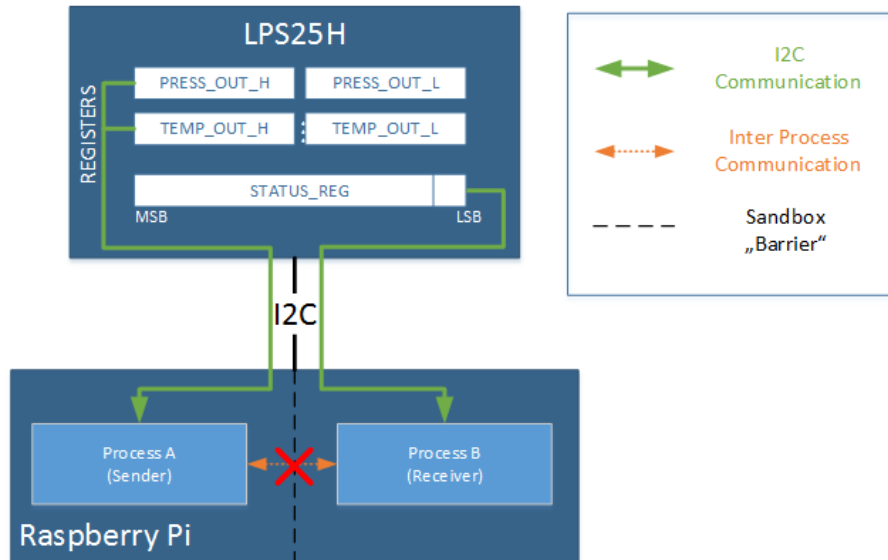 LPS25H
REGISTERS
PRESS_OUT_H
PRESS_OUT_L
TEMP_OUT_H
TEMP_OUT_L
STATUS_REG
MSB
LSB
I2C
Process A
(Sender)
Process B
(Receiver)
Raspberry Pi
I2C
Communication
Inter Process
Communication
Sandbox
„Barrier“